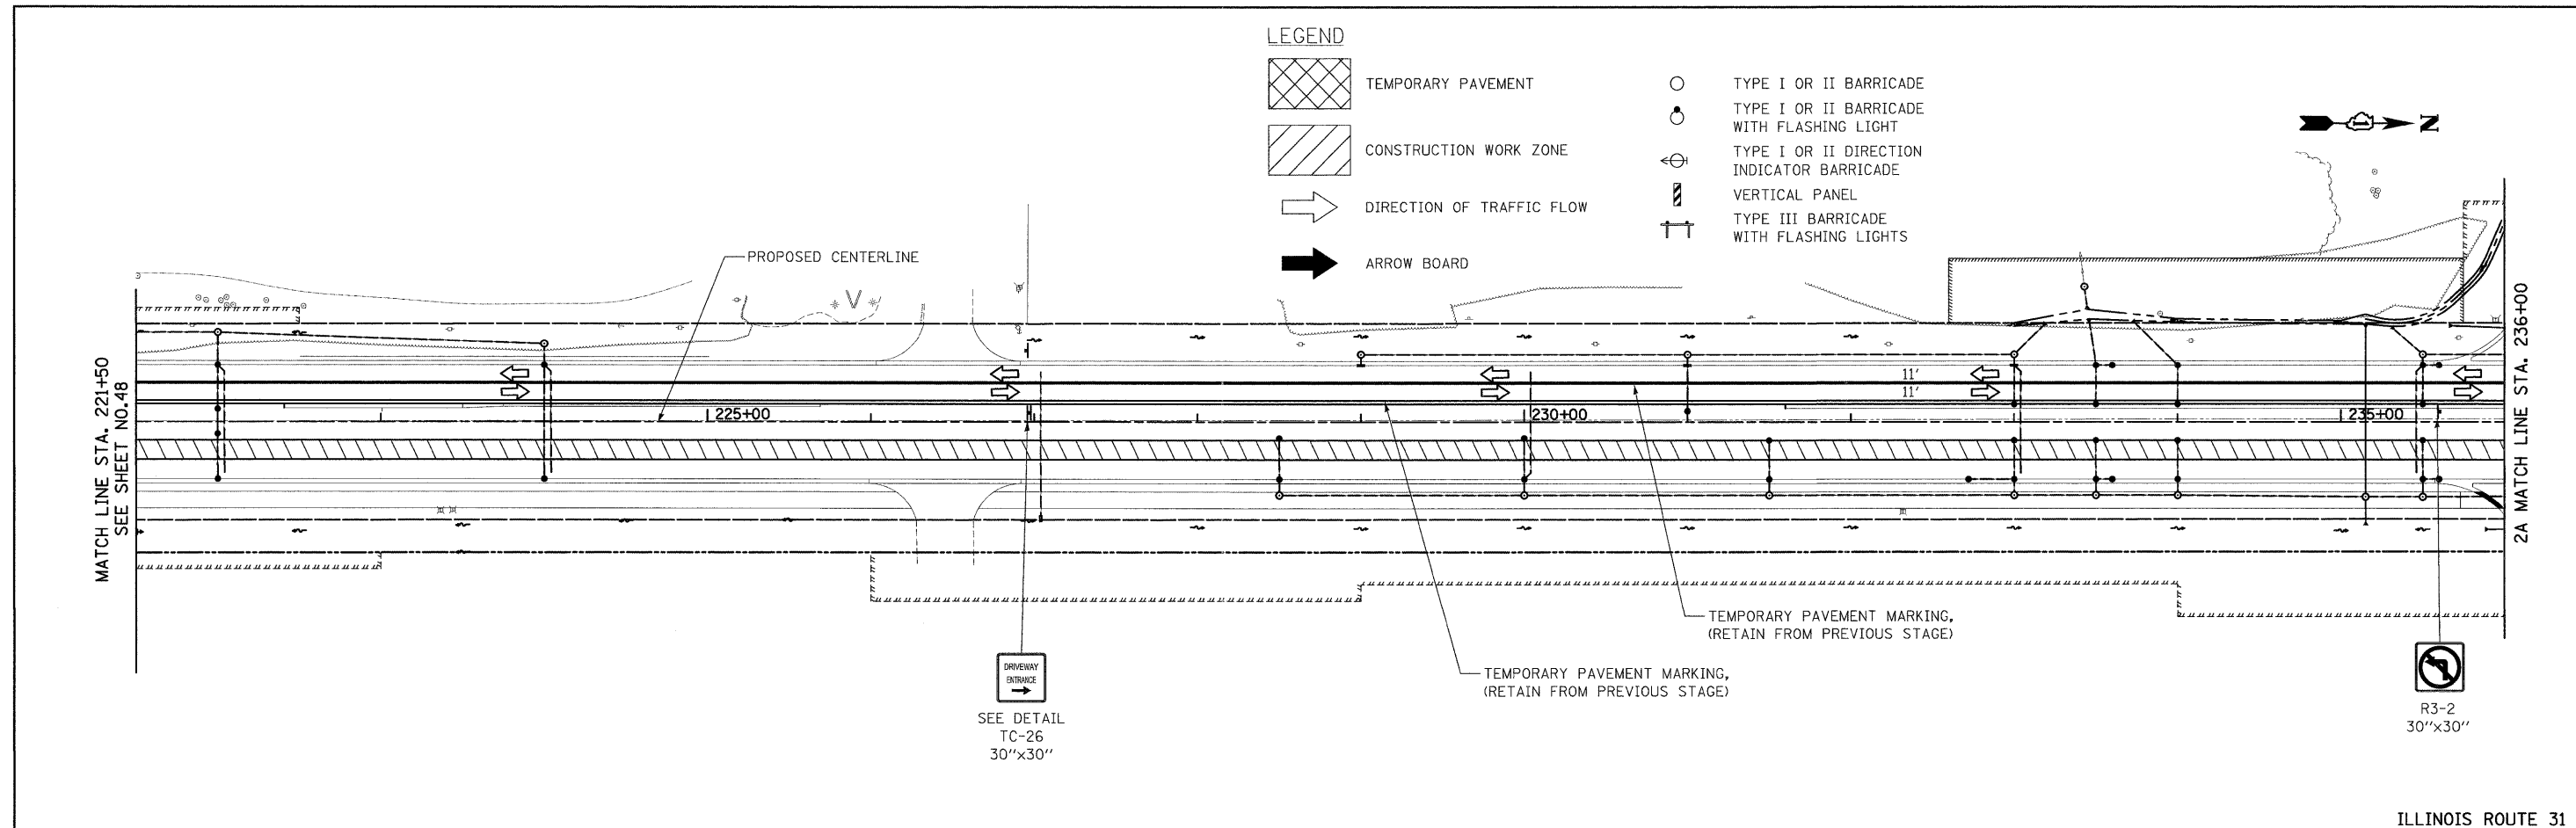 LEGEND
TEMPORARY PAVEMENT
CONSTRUCTION WORK ZONE
DIRECTION OF TRAFFIC FLOW
ARROW BOARD
TYPE I OR II BARRICADE
TYPE I OR II BARRICADE
WITH FLASHING LIGHT
TYPE I OR II DIRECTION
INDICATOR BARRICADE
VERTICAL PANEL
TYPE III BARRICADE
WITH FLASHING LIGHTS
N
PROPOSED CENTERLINE
MATCH LINE STA. 221+50
SEE SHEET NO.48
11'
11'
225+00
230+00
235+00
2A MATCH LINE STA. 236+00
TEMPORARY PAVEMENT MARKING,
(RETAIN FROM PREVIOUS STAGE)
TEMPORARY PAVEMENT MARKING,
(RETAIN FROM PREVIOUS STAGE)
DRIVEWAY
ENTRANCE
SEE DETAIL
TC-26
30"x30"
R3-2
30"x30"
ILLINOIS ROUTE 31